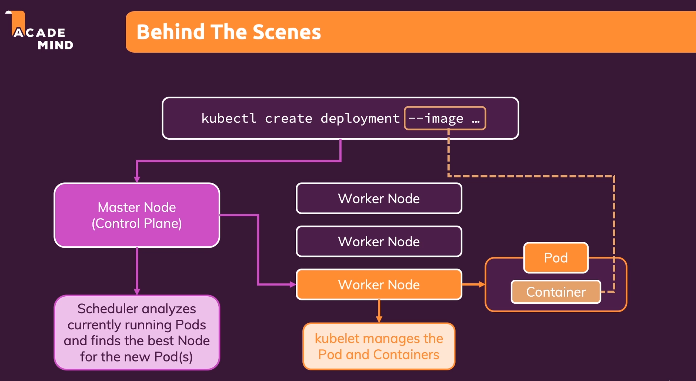 ACADE
MIND
Behind The Scenes
kubectl create deployment --image …
Master Node
(Control Plane)
Worker Node
Worker Node
Worker Node
Pod
Container
Scheduler analyzes
currently running Pods
and finds the best Node
for the new Pod(s)
kubelet manages the
Pod and Containers